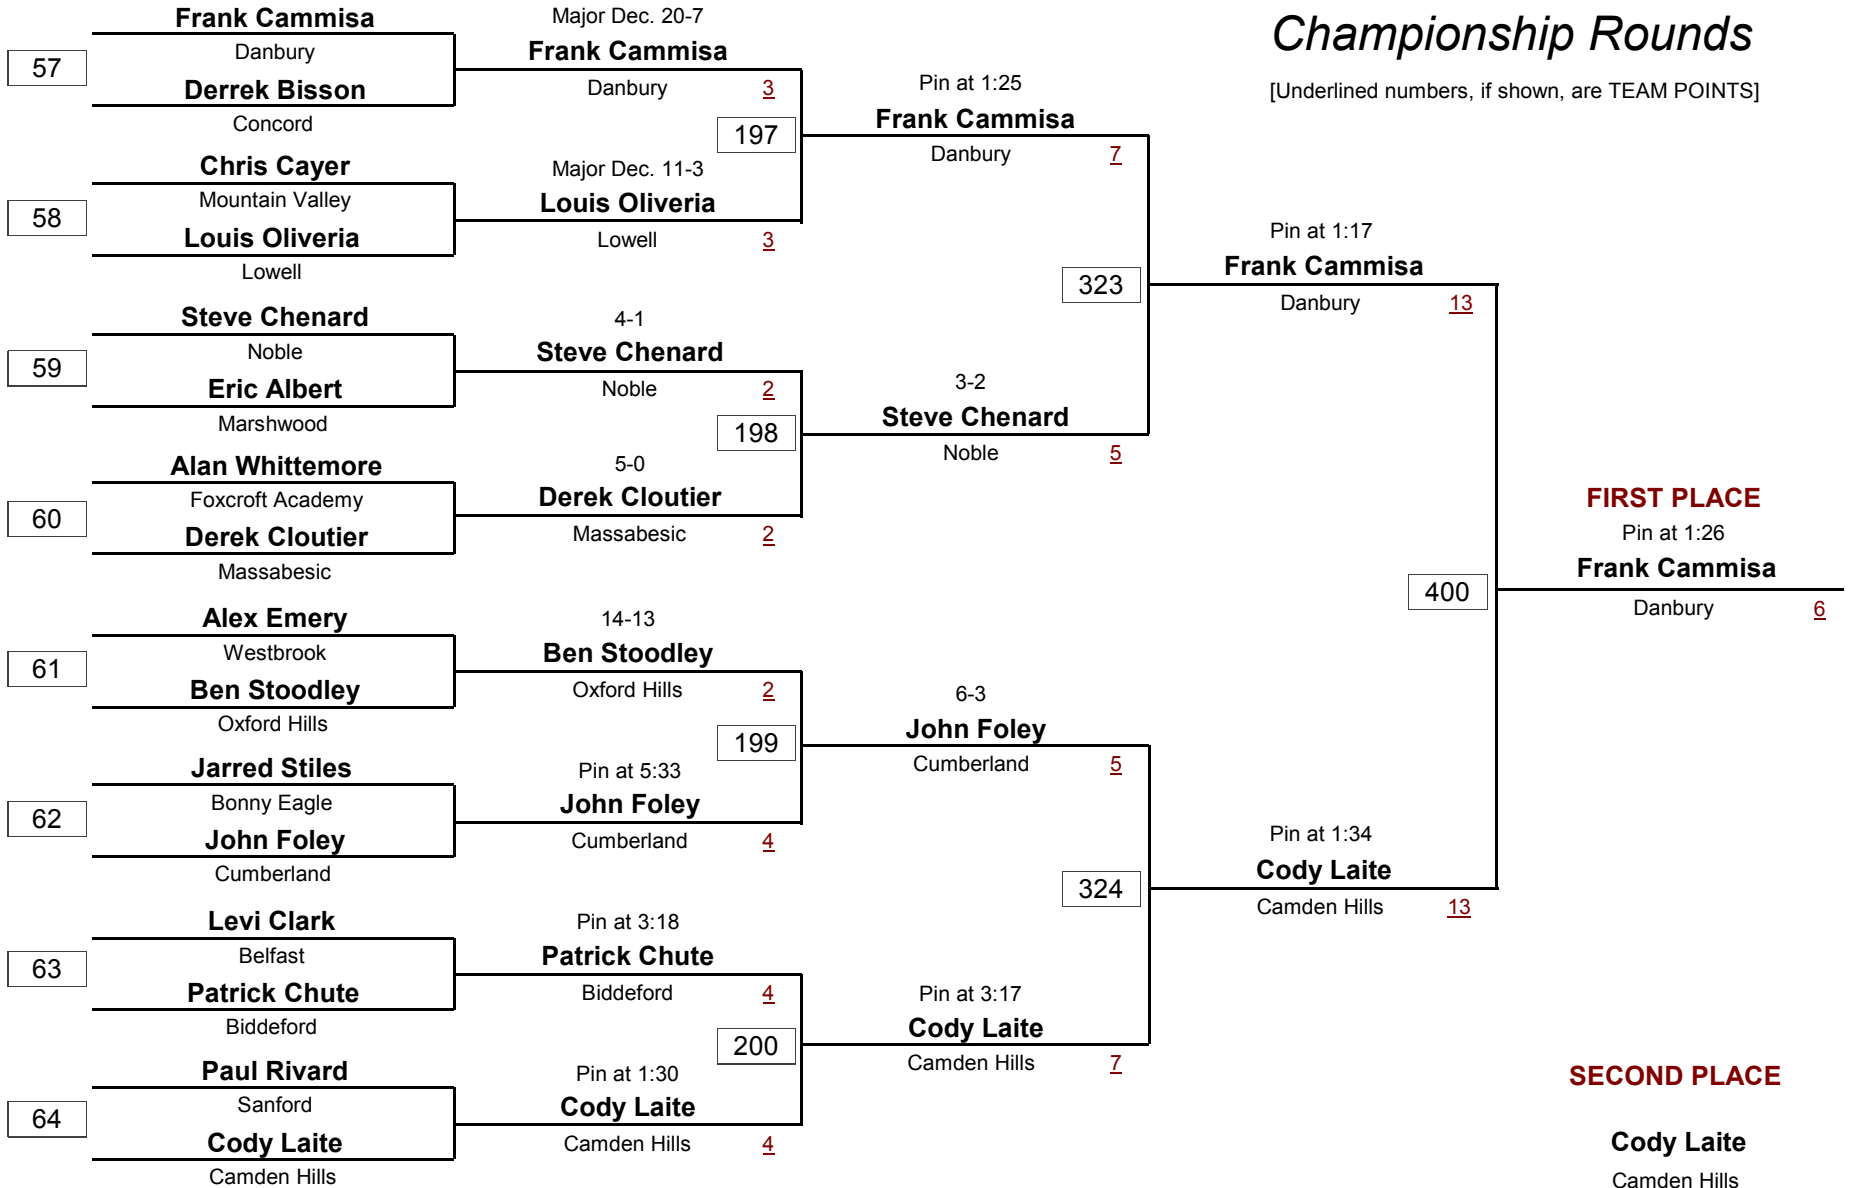 Championship Rounds
[Underlined numbers, if shown, are TEAM POINTS]
57
Frank Cammisa
Danbury
Derrek Bisson
Concord
58
Chris Cayer
Mountain Valley
Louis Oliveria
Lowell
59
Steve Chenard
Noble
Eric Albert
Marshwood
60
Alan Whittemore
Foxcroft Academy
Derek Cloutier
Massabesic
61
Alex Emery
Westbrook
Ben Stoodley
Oxford Hills
62
Jarred Stiles
Bonny Eagle
John Foley
Cumberland
63
Levi Clark
Belfast
Patrick Chute
Biddeford
64
Paul Rivard
Sanford
Cody Laite
Camden Hills
Major Dec. 20-7
Frank Cammisa
Danbury 3
197
Major Dec. 11-3
Louis Oliveria
Lowell 3
4-1
Steve Chenard
Noble 2
198
5-0
Derek Cloutier
Massabesic 2
14-13
Ben Stoodley
Oxford Hills 2
199
Pin at 5:33
John Foley
Cumberland 4
Pin at 3:18
Patrick Chute
Biddeford 4
200
Pin at 1:30
Cody Laite
Camden Hills 4
Pin at 1:25
Frank Cammisa
Danbury 7
323
3-2
Steve Chenard
Noble 5
6-3
John Foley
Cumberland 5
324
Pin at 3:17
Cody Laite
Camden Hills 7
Pin at 1:17
Frank Cammisa
Danbury 13
400
Pin at 1:34
Cody Laite
Camden Hills 13
FIRST PLACE
Pin at 1:26
Frank Cammisa
Danbury 6
SECOND PLACE
Cody Laite
Camden Hills